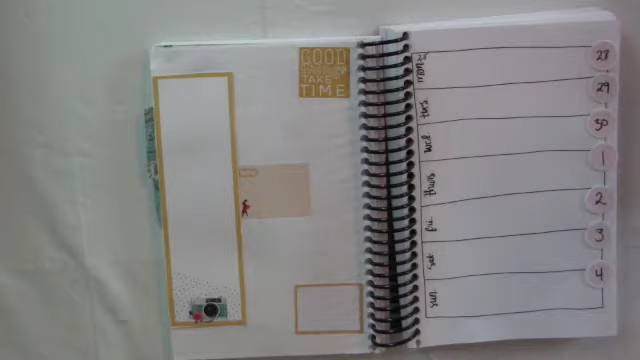 GOOD
TAKE
TIME
mon
28
tues
29
wed
30
thurs
1
fri.
2
sat
3
sun
4